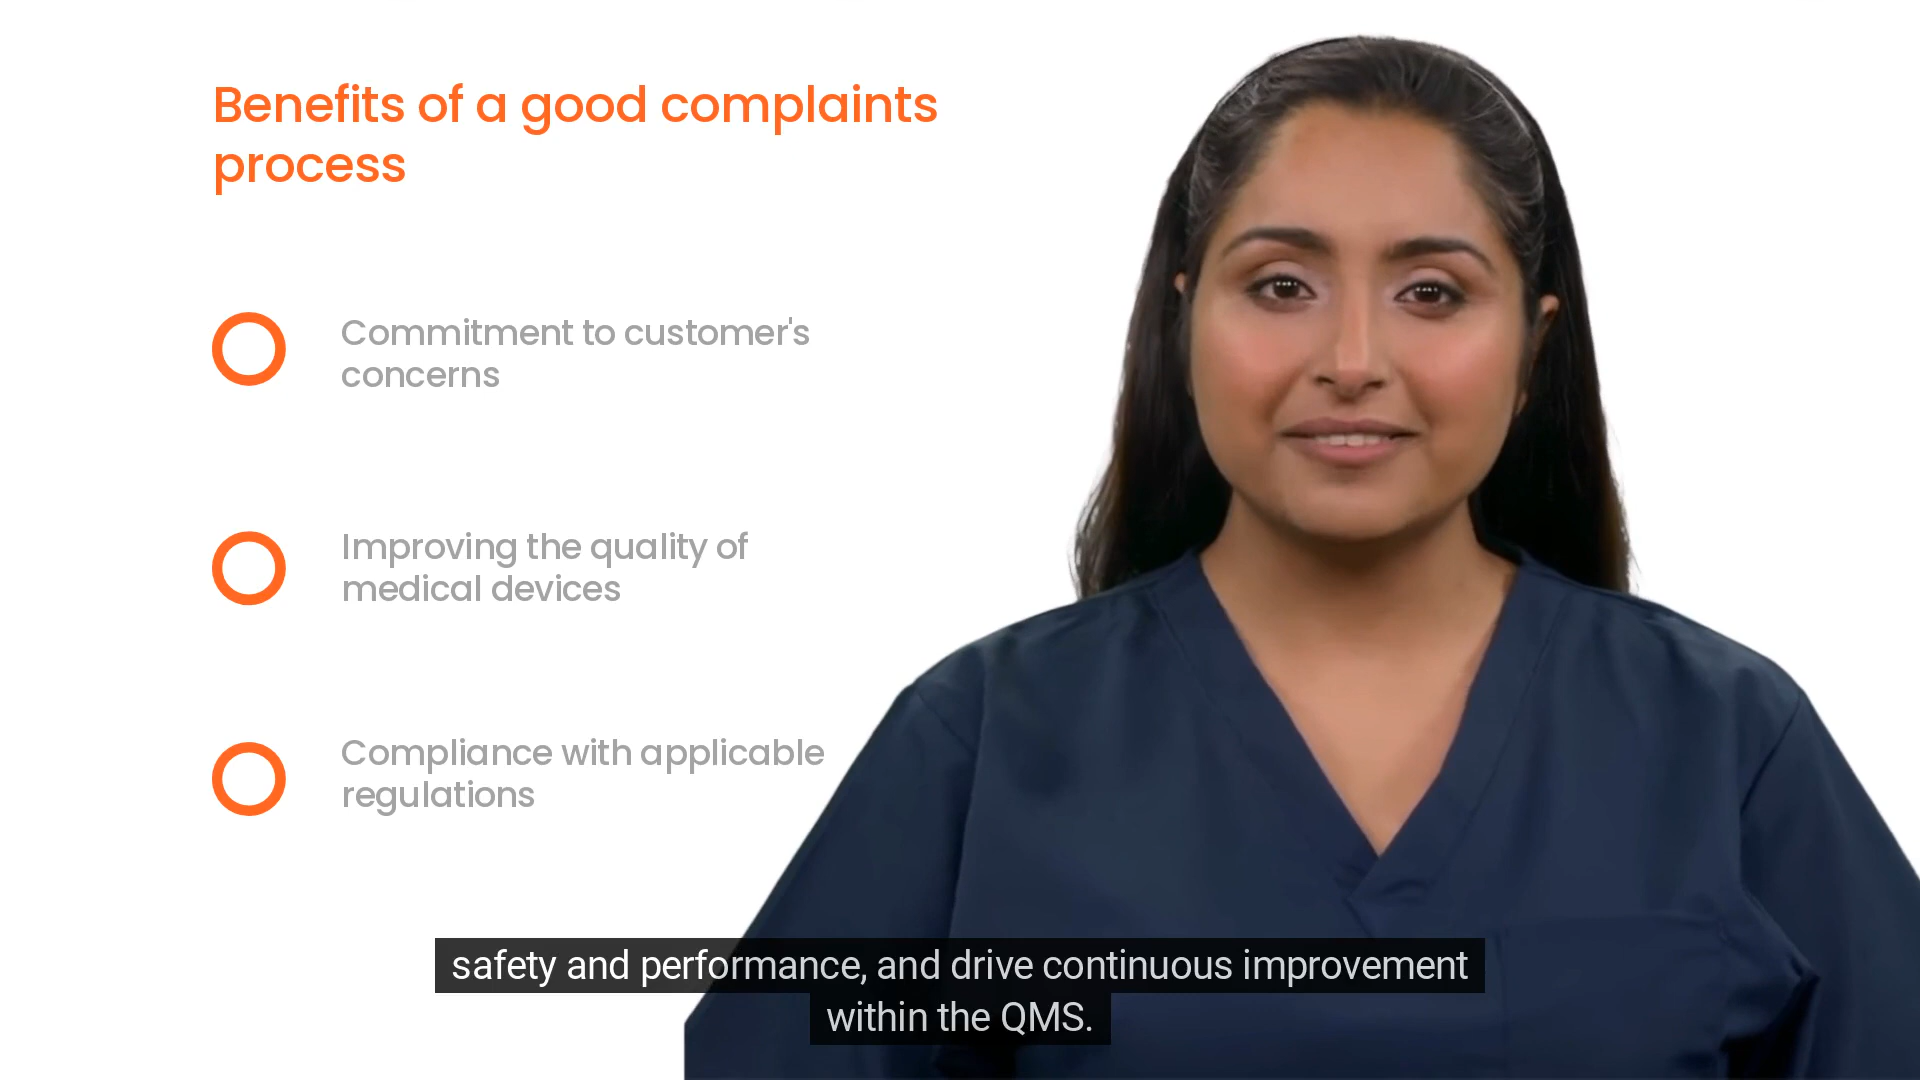 Benefits of a good complaints
process
Commitment to customer's
concerns
Improving the quality of
medical devices
Compliance with applicable
regulations
safety and performance, and drive continuous improvement
within the QMS.